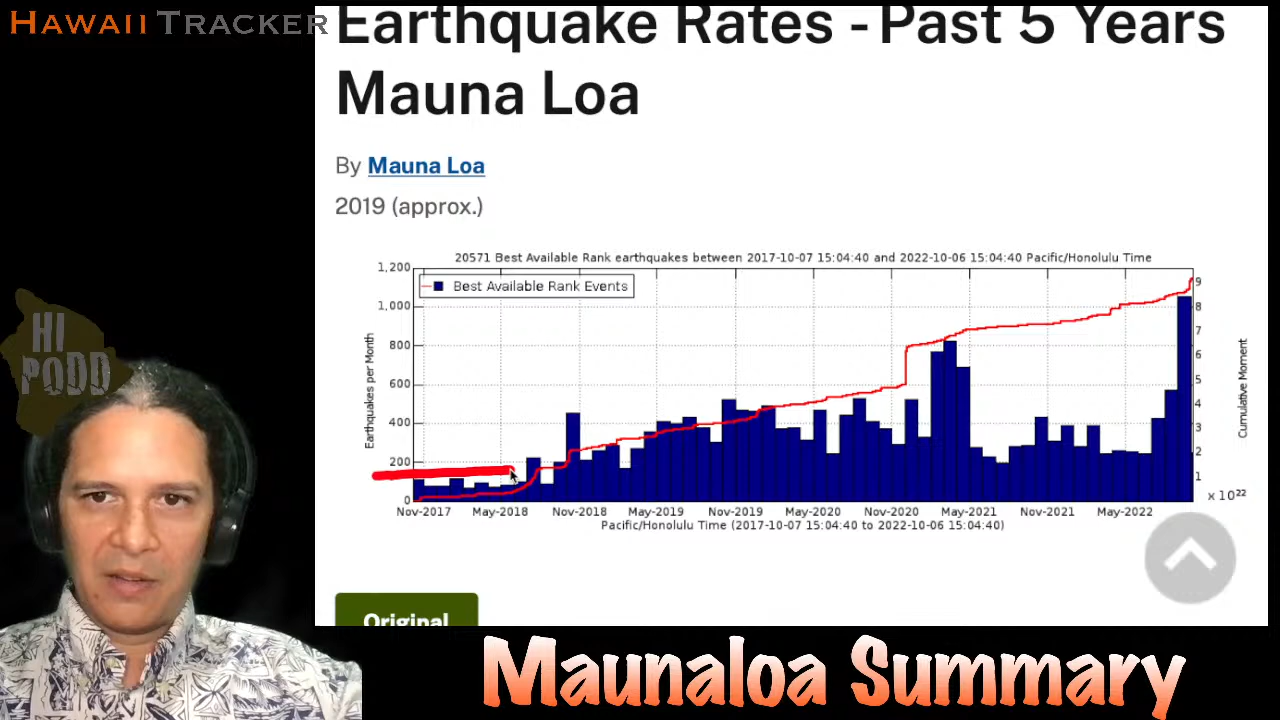 HAWAII TRACKER
Earthquake Rates - Past 5 Years
Mauna Loa
By Mauna Loa
2019 (approx.)
20571 Best Available Rank earthquakes between 2017-10-07 15:04:40 and 2022-10-06 15:04:40 Pacific/Honolulu Time
Best Available Rank Events
1,200
1,000
800
600
400
200
0
Earthquakes per Month
9
8
7
6
5
4
3
2
1
x 10²²
Cumulative Moment
Nov-2017 May-2018 Nov-2018 May-2019 Nov-2019 May-2020 Nov-2020 May-2021 Nov-2021 May-2022
Pacific/Honolulu Time (2017-10-07 15:04:40 to 2022-10-06 15:04:40)
HI
PODD
Original
Maunaloa Summary